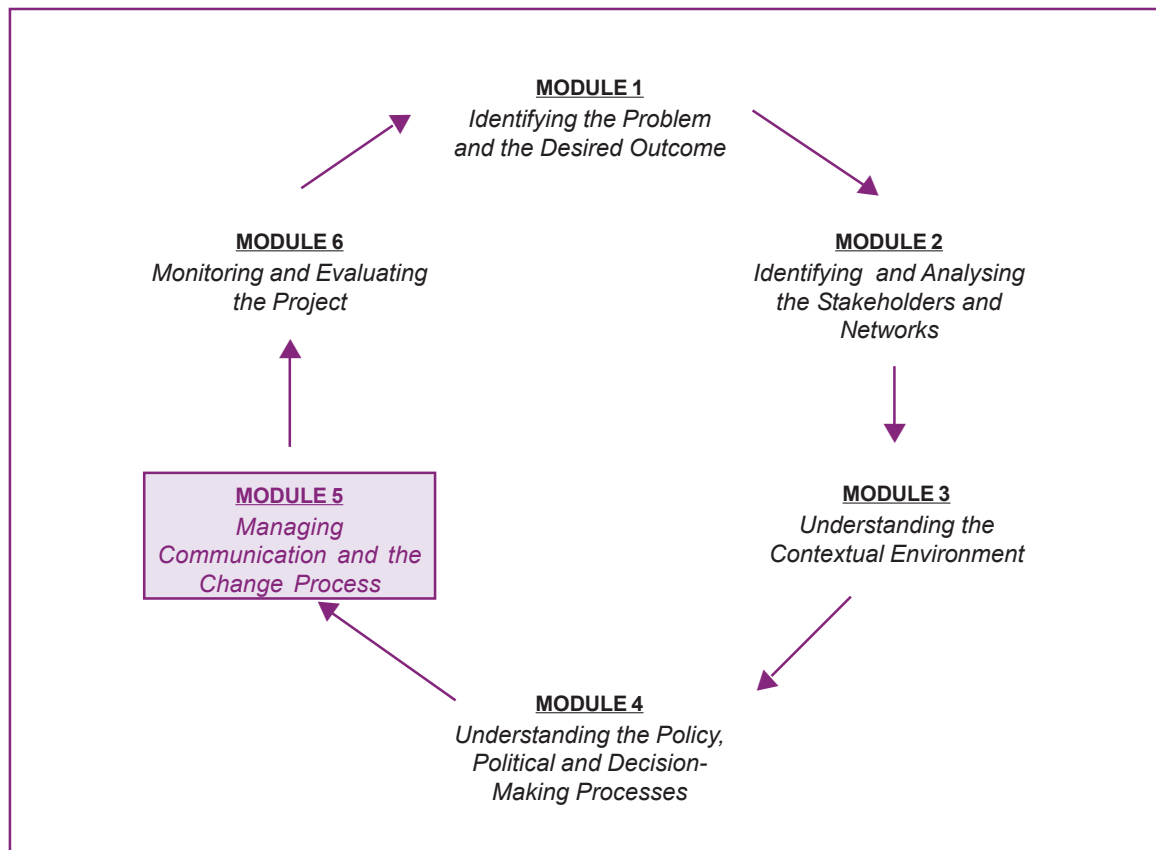 MODULE 1
Identifying the Problem
and the Desired Outcome
MODULE 6
Monitoring and Evaluating
the Project
MODULE 2
Identifying and Analysing
the Stakeholders and
Networks
MODULE 5
Managing
Communication and the
Change Process
MODULE 3
Understanding the
Contextual Environment
MODULE 4
Understanding the Policy,
Political and Decision-
Making Processes